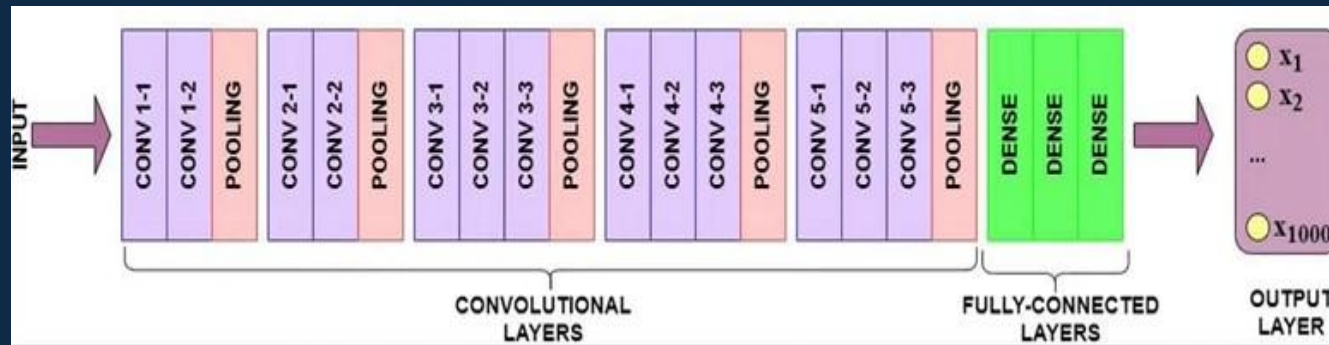 INPUT
CONV 1-1
CONV 1-2
POOLING
CONV 2-1
CONV 2-2
POOLING
CONV 3-1
CONV 3-2
CONV 3-3
POOLING
CONV 4-1
CONV 4-2
CONV 4-3
POOLING
CONV 5-1
CONV 5-2
CONV 5-3
POOLING
DENSE
DENSE
DENSE
x1
x2
...
x1000
CONVOLUTIONAL
LAYERS
FULLY-CONNECTED
LAYERS
OUTPUT
LAYER